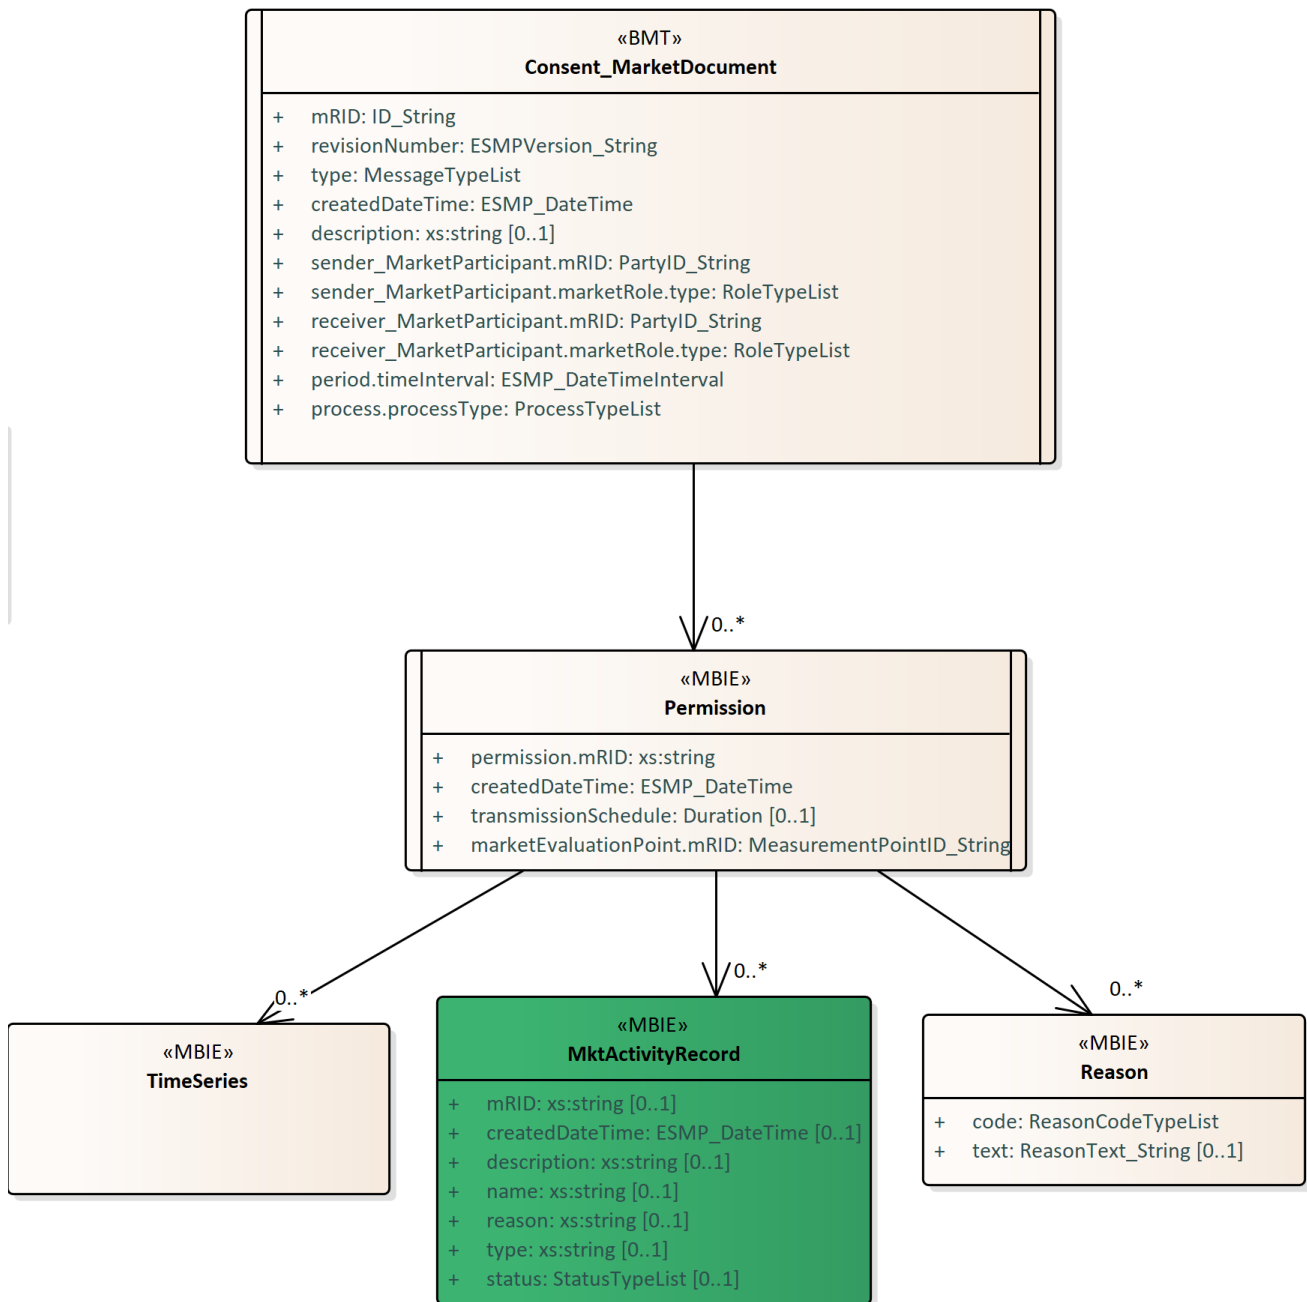 «BMT»
Consent_MarketDocument
+ mRID: ID_String
+ revisionNumber: ESMPVersion_String
+ type: MessageTypeList
+ createdDateTime: ESMP_DateTime
+ description: xs:string [0..1]
+ sender_MarketParticipant.mRID: PartyID_String
+ sender_MarketParticipant.marketRole.type: RoleTypeList
+ receiver_MarketParticipant.mRID: PartyID_String
+ receiver_MarketParticipant.marketRole.type: RoleTypeList
+ period.timeInterval: ESMP_DateTimeInterval
+ process.processType: ProcessTypeList
0..*
«MBIE»
Permission
+ permission.mRID: xs:string
+ createdDateTime: ESMP_DateTime
+ transmissionSchedule: Duration [0..1]
+ marketEvaluationPoint.mRID: MeasurementPointID_String
0..*
0..*
0..*
«MBIE»
TimeSeries
«MBIE»
MktActivityRecord
+ mRID: xs:string [0..1]
+ createdDateTime: ESMP_DateTime [0..1]
+ description: xs:string [0..1]
+ name: xs:string [0..1]
+ reason: xs:string [0..1]
+ type: xs:string [0..1]
+ status: StatusTypeList [0..1]
«MBIE»
Reason
+ code: ReasonCodeTypeList
+ text: ReasonText_String [0..1]